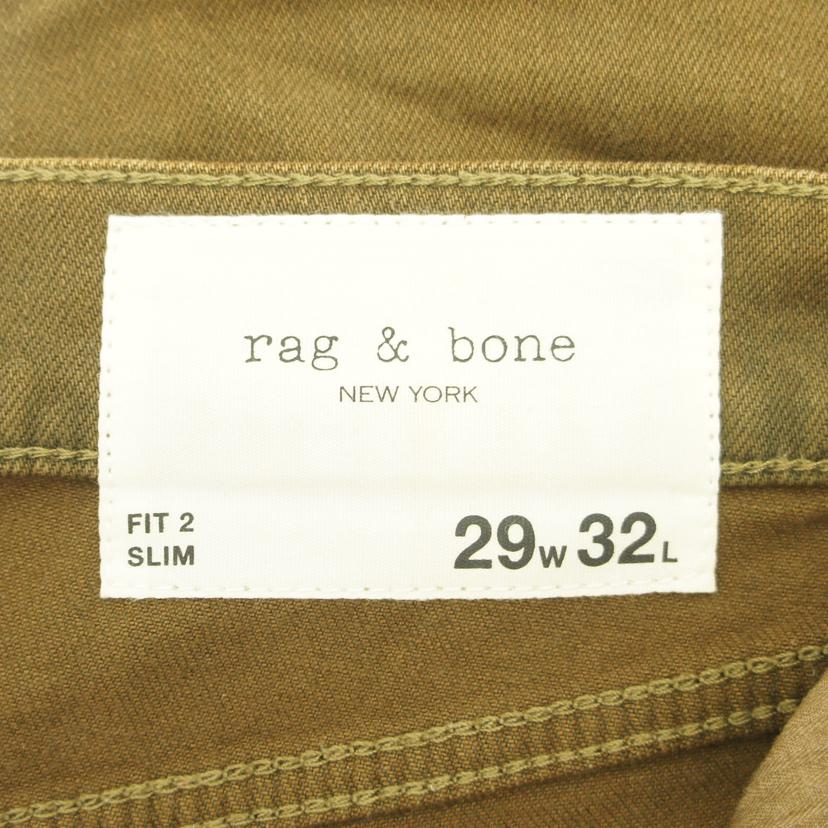 rag & bone
NEW YORK
FIT 2
SLIM
29W 32L